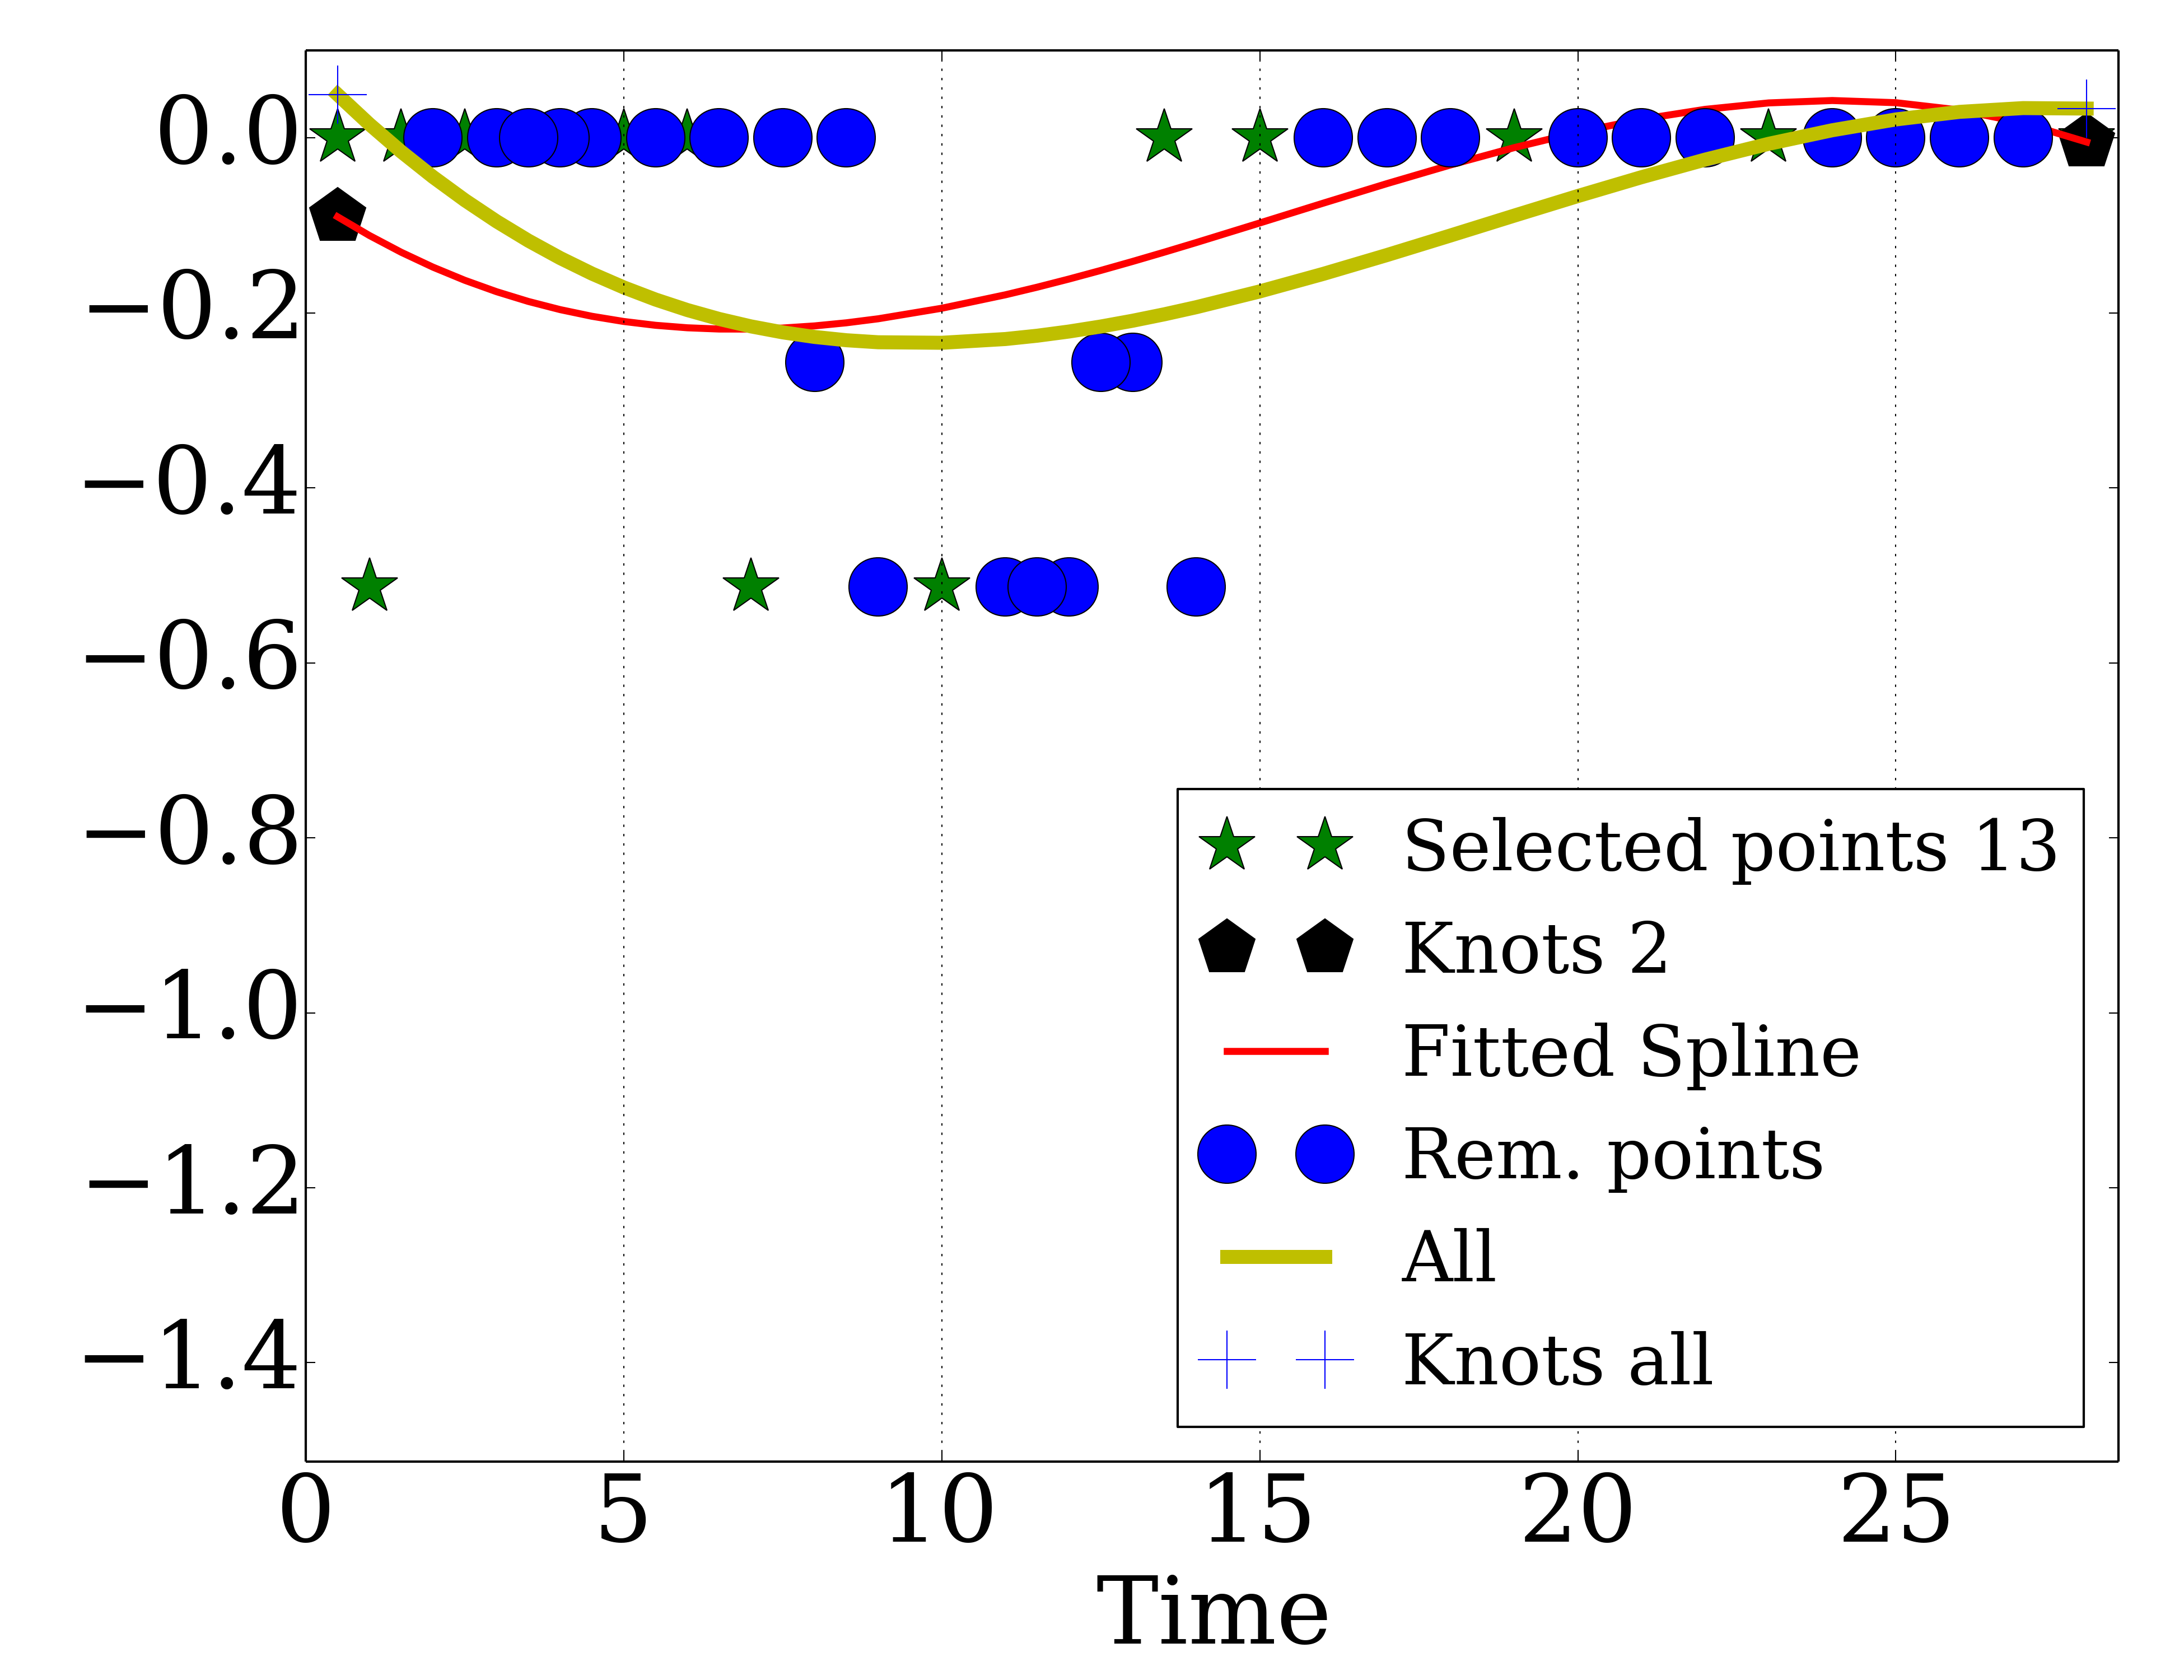 0.0
−0.2
−0.4
−0.6
−0.8
−1.0
−1.2
−1.4
Selected points 13
Knots 2
Fitted Spline
Rem. points
All
Knots all
0 5 10 15 20 25
Time